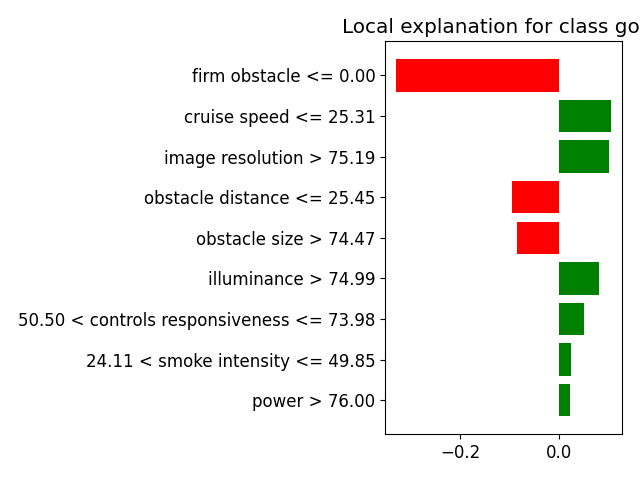 Local explanation for class go
firm obstacle <= 0.00
cruise speed <= 25.31
image resolution > 75.19
obstacle distance <= 25.45
obstacle size > 74.47
illuminance > 74.99
50.50 < controls responsiveness <= 73.98
24.11 < smoke intensity <= 49.85
power > 76.00
−0.2 0.0